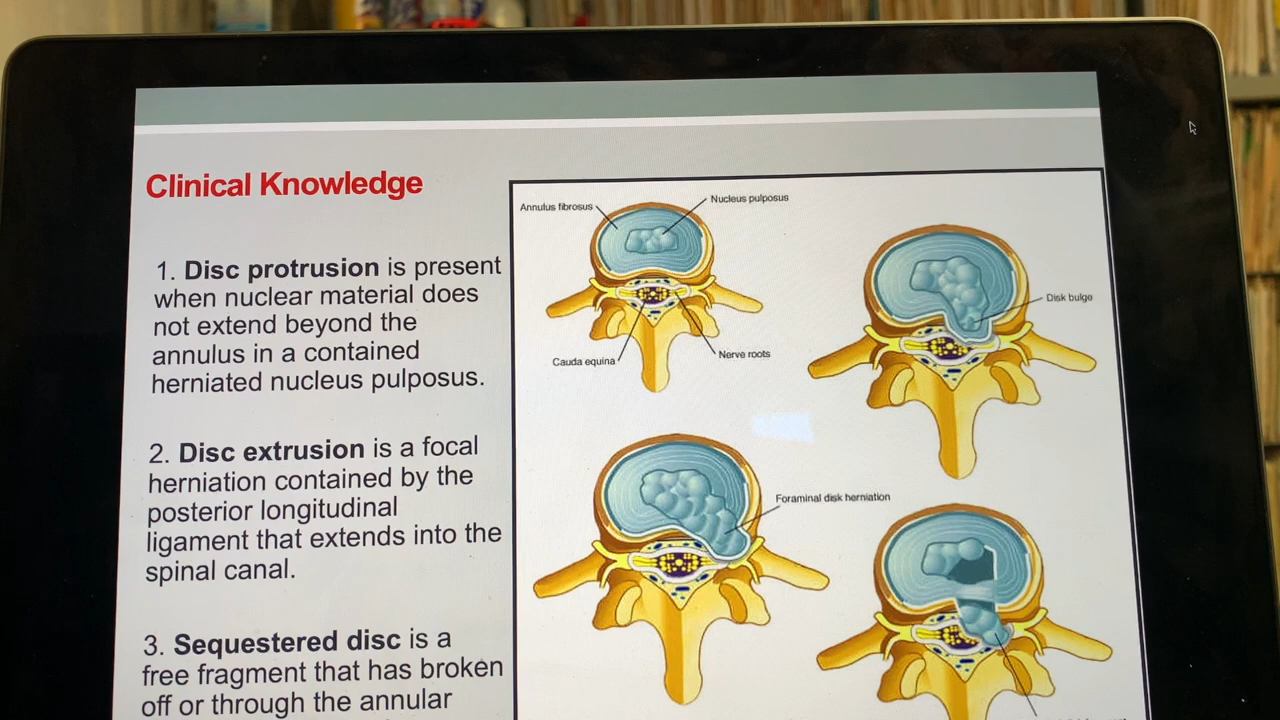 Clinical Knowledge
1. Disc protrusion is present
when nuclear material does
not extend beyond the
annulus in a contained
herniated nucleus pulposus.
2. Disc extrusion is a focal
herniation contained by the
posterior longitudinal
ligament that extends into the
spinal canal.
3. Sequestered disc is a
free fragment that has broken
off or through the annular
Annulus fibrosus
Nucleus pulposus
Cauda equina
Nerve roots
Disk bulge
Foraminal disk herniation